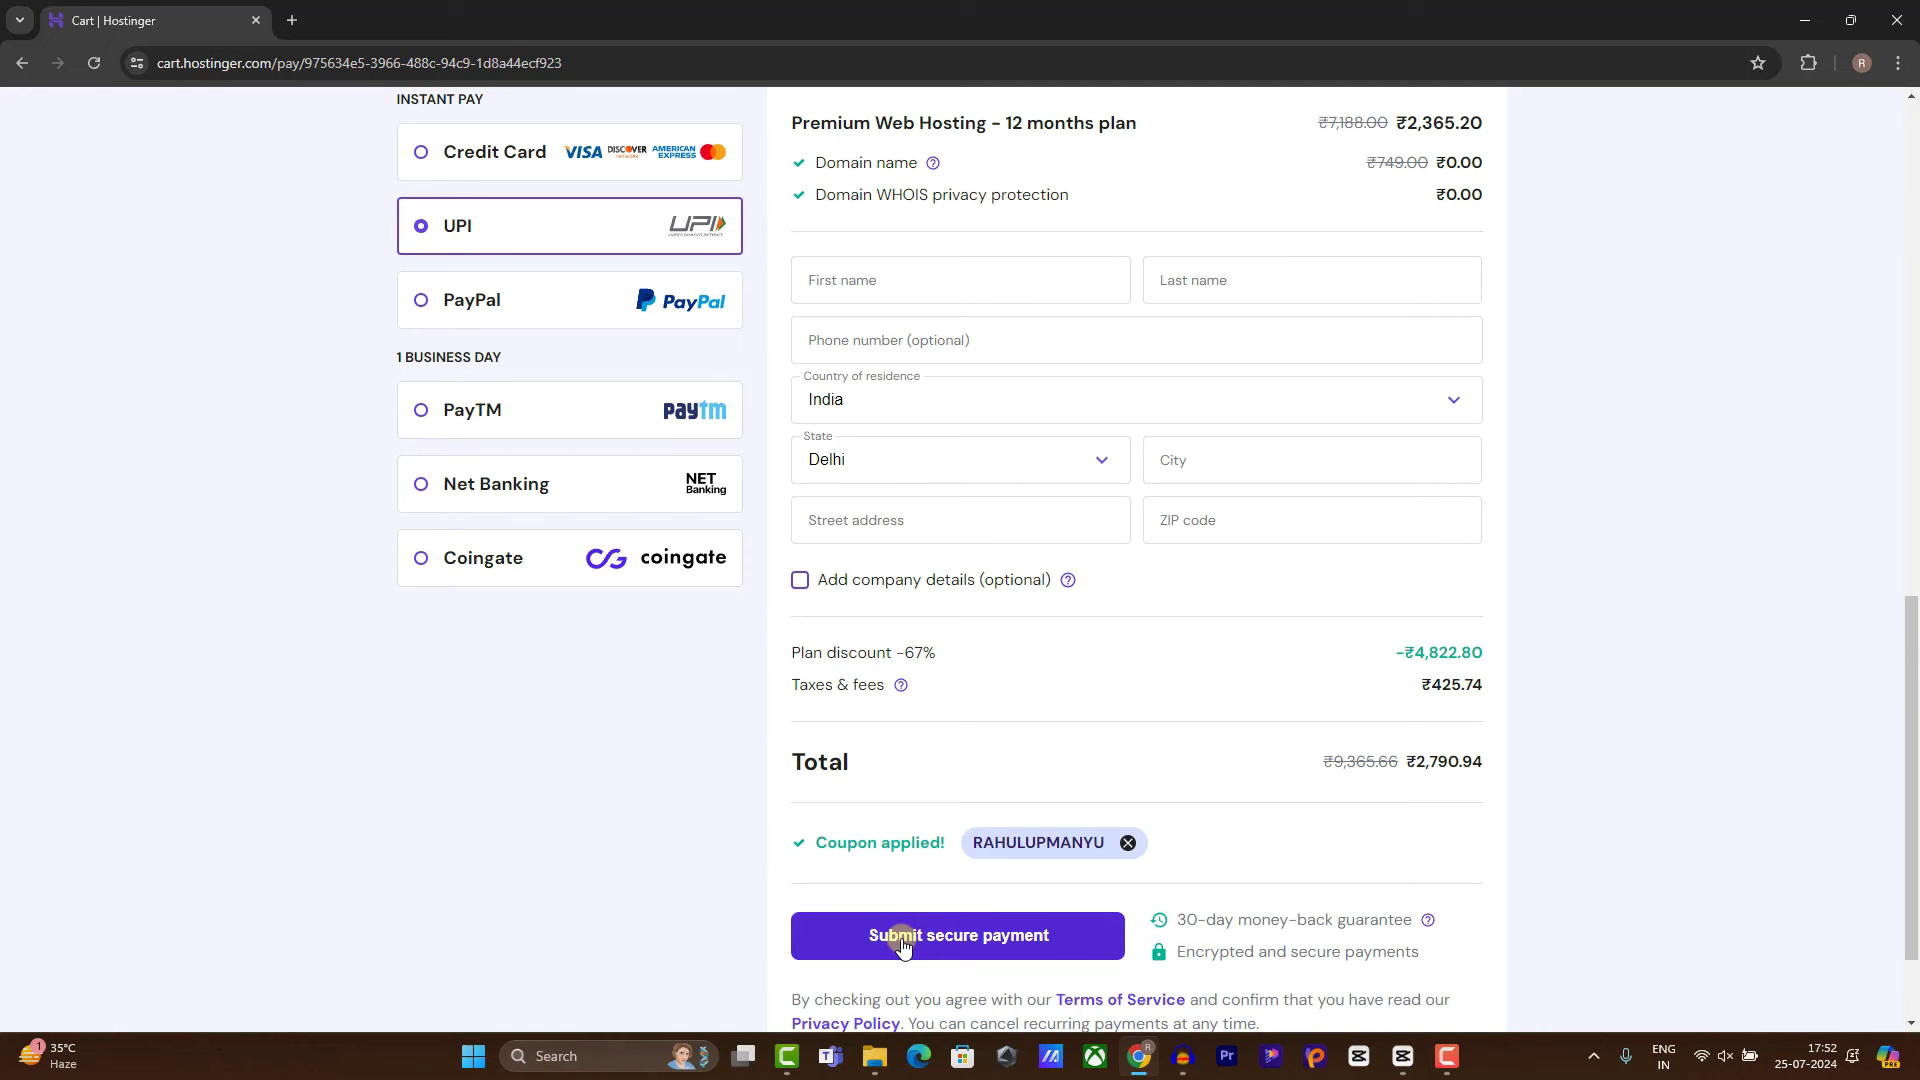 Cart | Hostinger
cart.hostinger.com/pay/975634e5-3966-488c-94c9-1d8a44ecf923
R
INSTANT PAY
Credit Card VISA DISCOVER AMERICAN EXPRESS
UPI UPI
PayPal PayPal
1 BUSINESS DAY
PayTM paytm
Net Banking NET Banking
Coingate CG coingate
Premium Web Hosting - 12 months plan ₹7,188.00 ₹2,365.20
Domain name ₹749.00 ₹0.00
Domain WHOIS privacy protection ₹0.00
First name Last name
Phone number (optional)
Country of residence
India
State
Delhi City
Street address ZIP code
Add company details (optional)
Plan discount -67% -₹4,822.80
Taxes & fees ₹425.74
Total ₹9,365.66 ₹2,790.94
Coupon applied! RAHULUPMANYU
Submit secure payment
30-day money-back guarantee
Encrypted and secure payments
By checking out you agree with our Terms of Service and confirm that you have read our
Privacy Policy. You can cancel recurring payments at any time.
1
35°C
Haze
Search
R
Pr
ENG
IN
17:52
25-07-2024
PRE